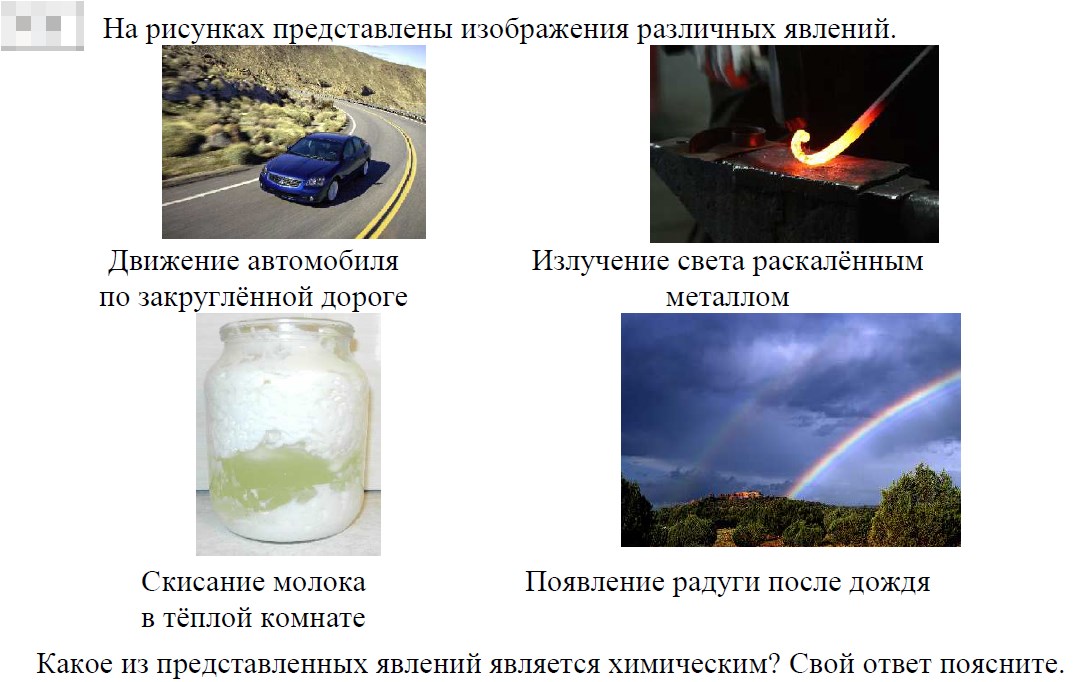 На рисунках представлены изображения различных явлений.
Движение автомобиля
по закруглённой дороге
Излучение света раскалённым
металлом
Скисание молока
в тёплой комнате
Появление радуги после дождя
Какое из представленных явлений является химическим? Свой ответ поясните.